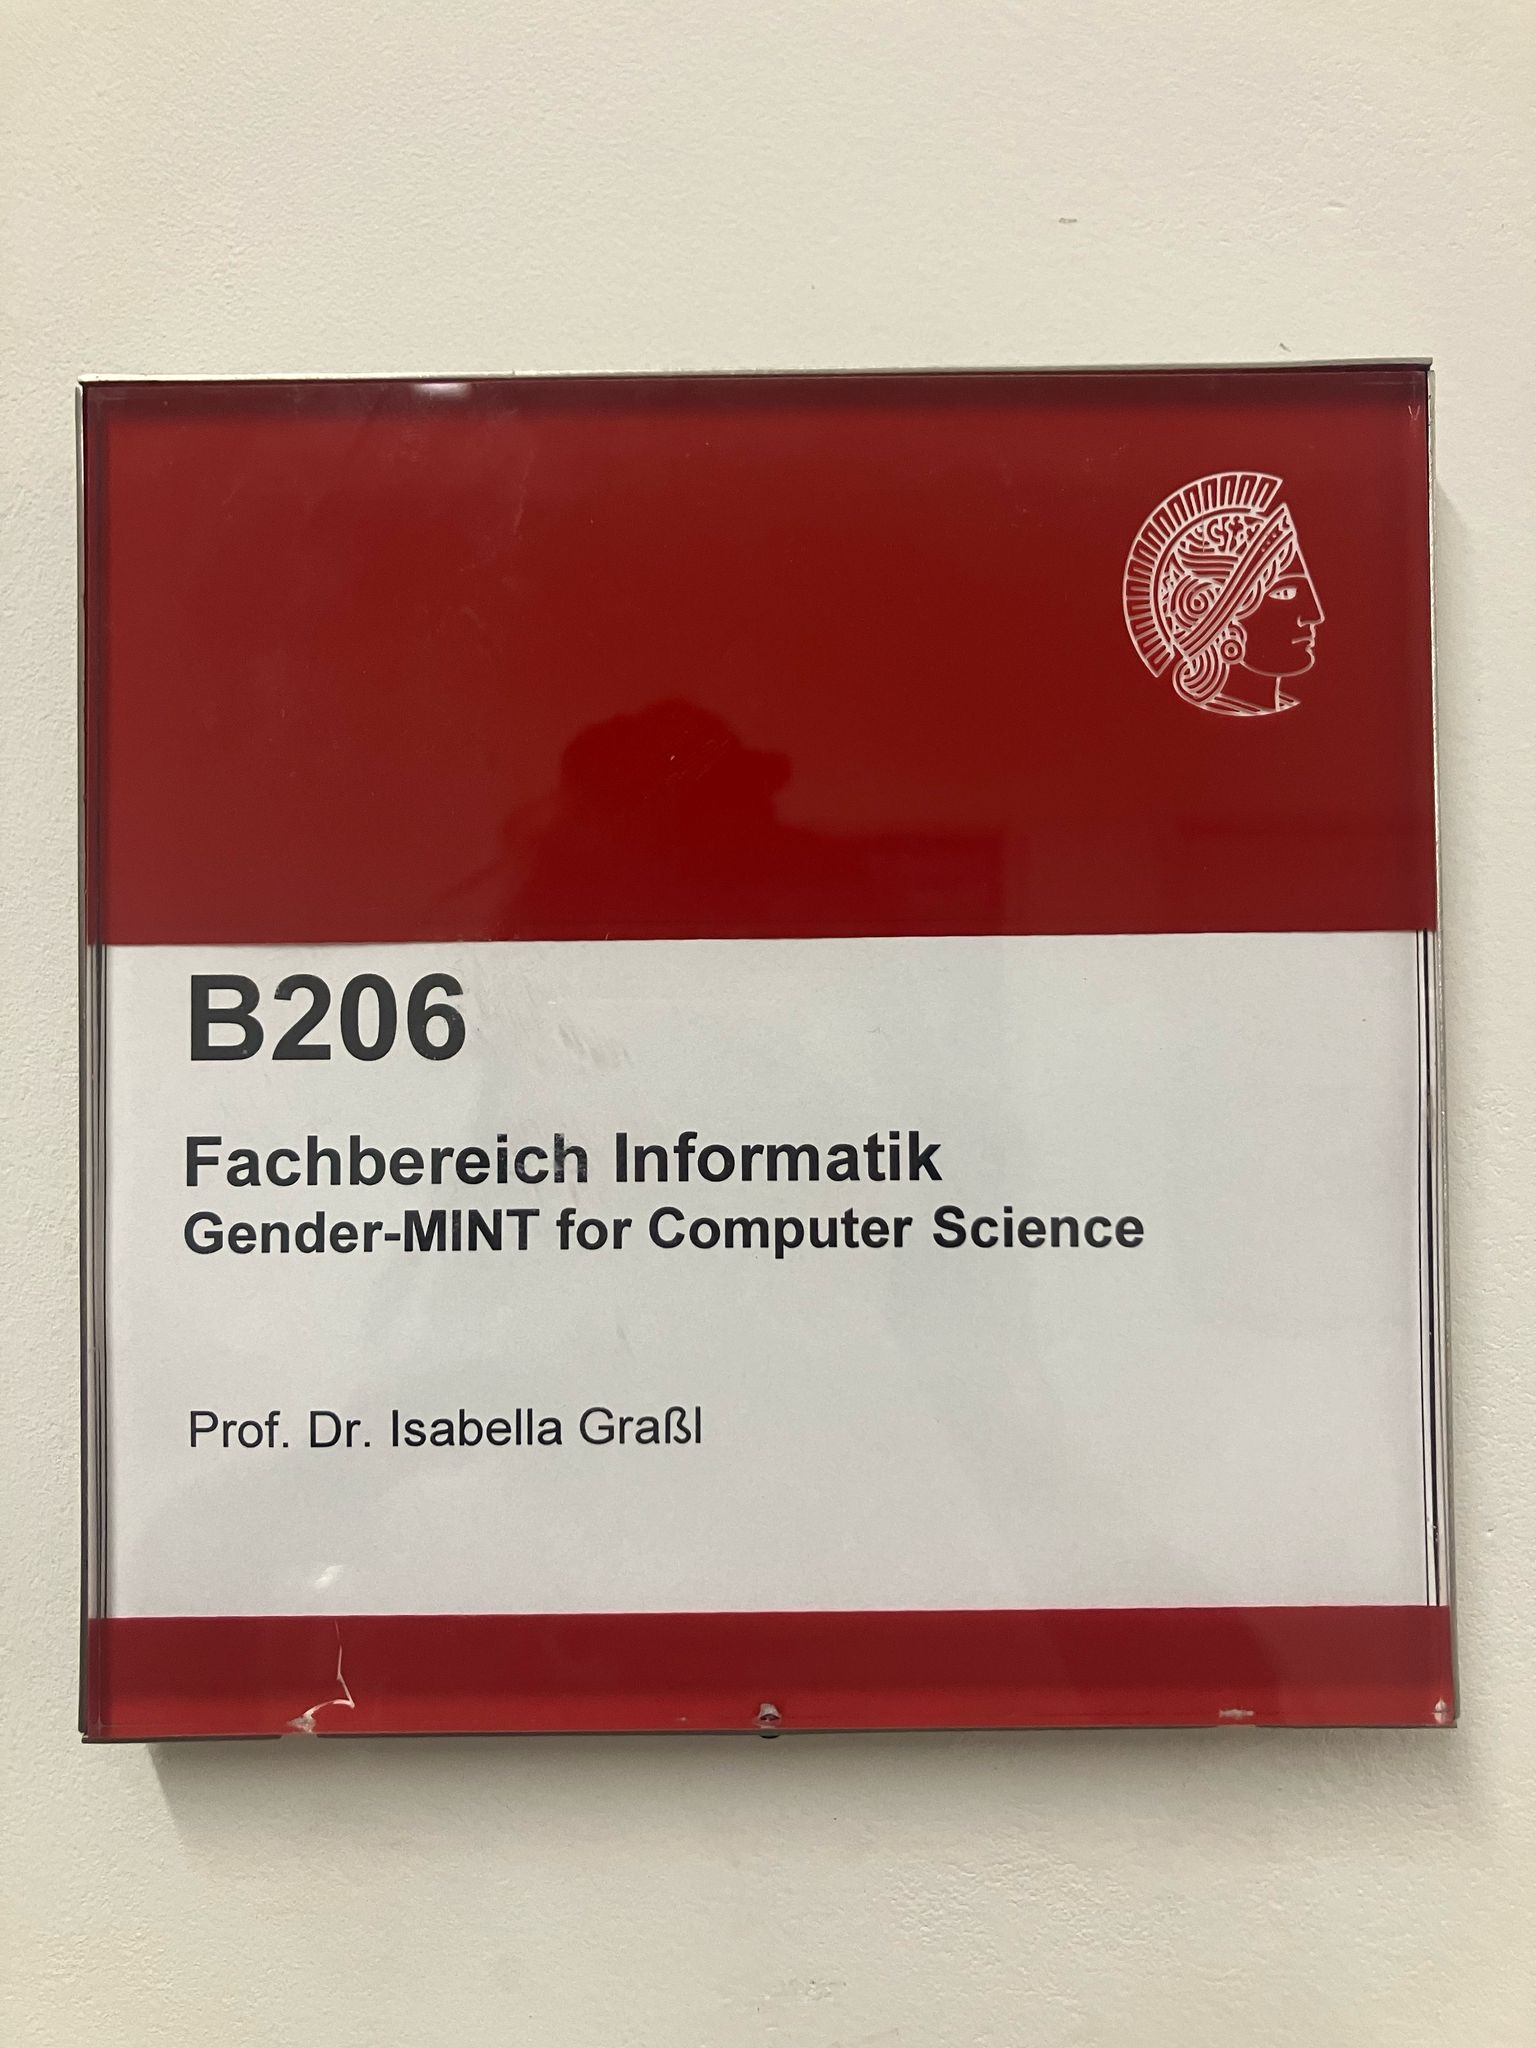 B206
Fachbereich Informatik
Gender-MINT for Computer Science
Prof. Dr. Isabella Graßl